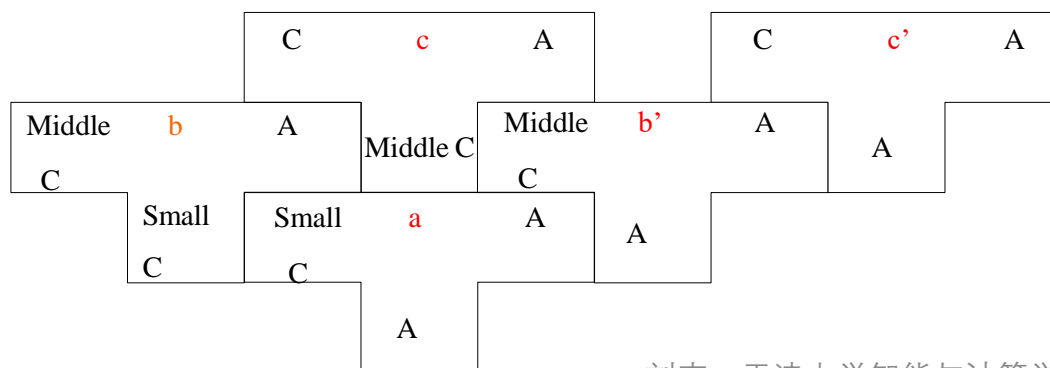 C c A C c’ A
Middle b A Middle C Middle b’ A A
C C
Small Small a A A
C C
A